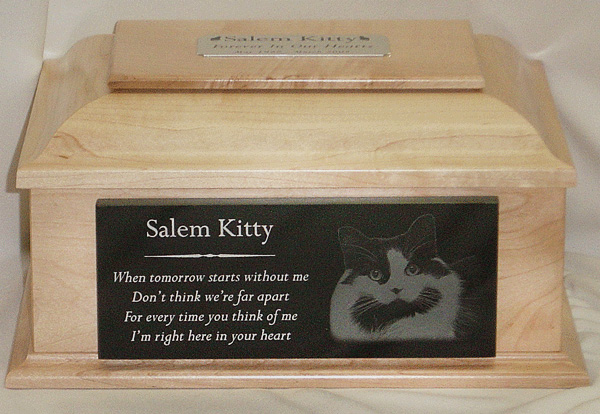 Salem Kitty
Forever In Our Hearts
Salem Kitty
When tomorrow starts without me
Don't think we're far apart
For every time you think of me
I'm right here in your heart